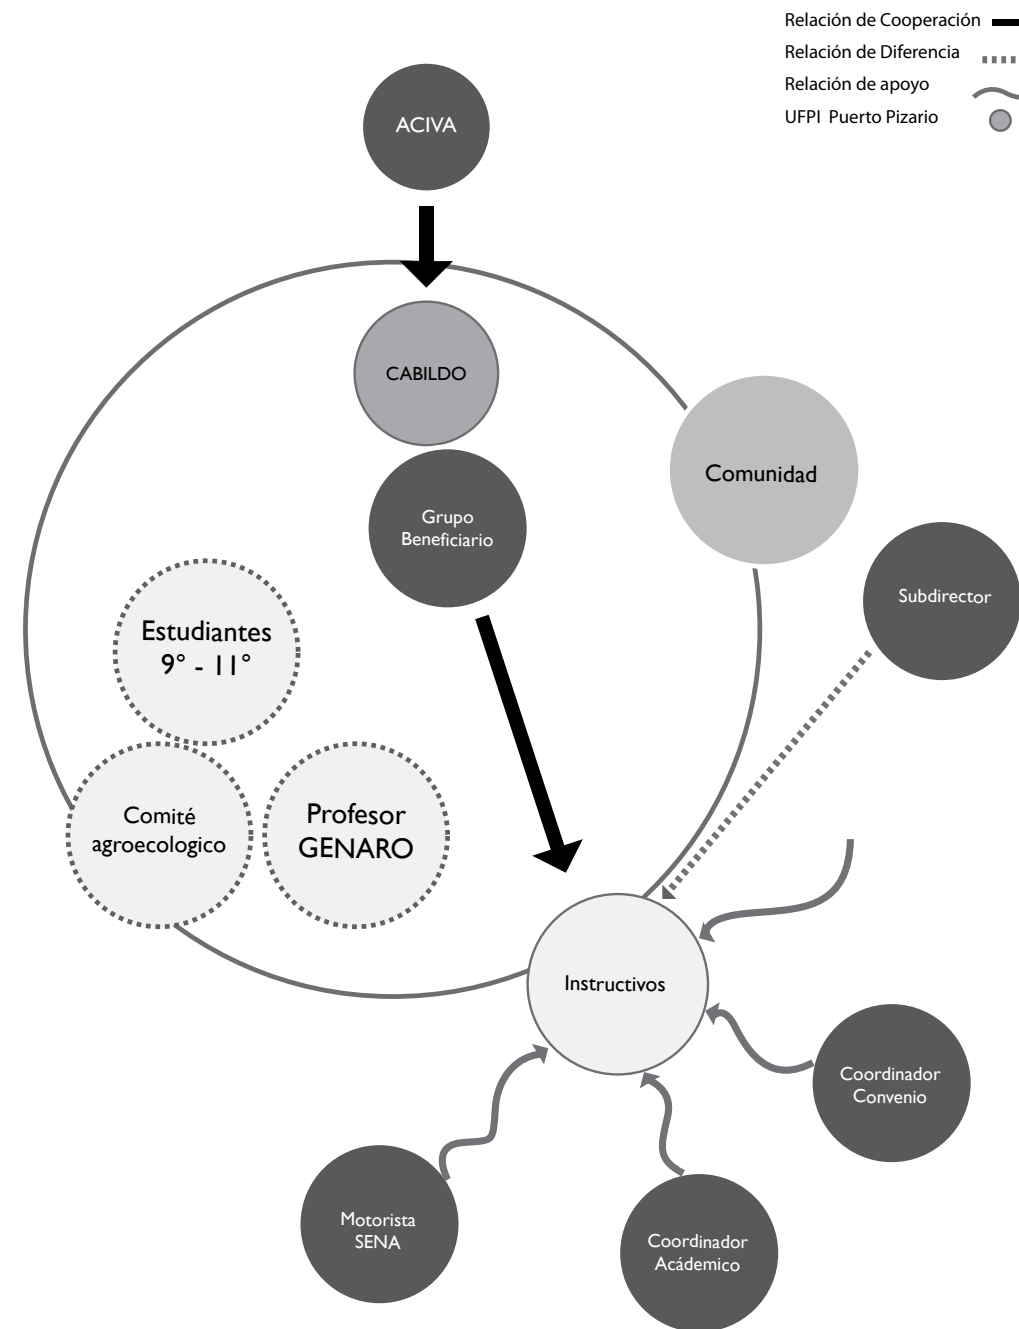 Relación de Cooperación
Relación de Diferencia
Relación de apoyo
UFPI Puerto Pizario
ACIVA
CABILDO
Grupo
Beneficiario
Comunidad
Subdirector
Estudiantes
9° - 11°
Comité
agroecologico
Profesor
GENARO
Instructivos
Coordinador
Convenio
Motorista
SENA
Coordinador
Acádemico